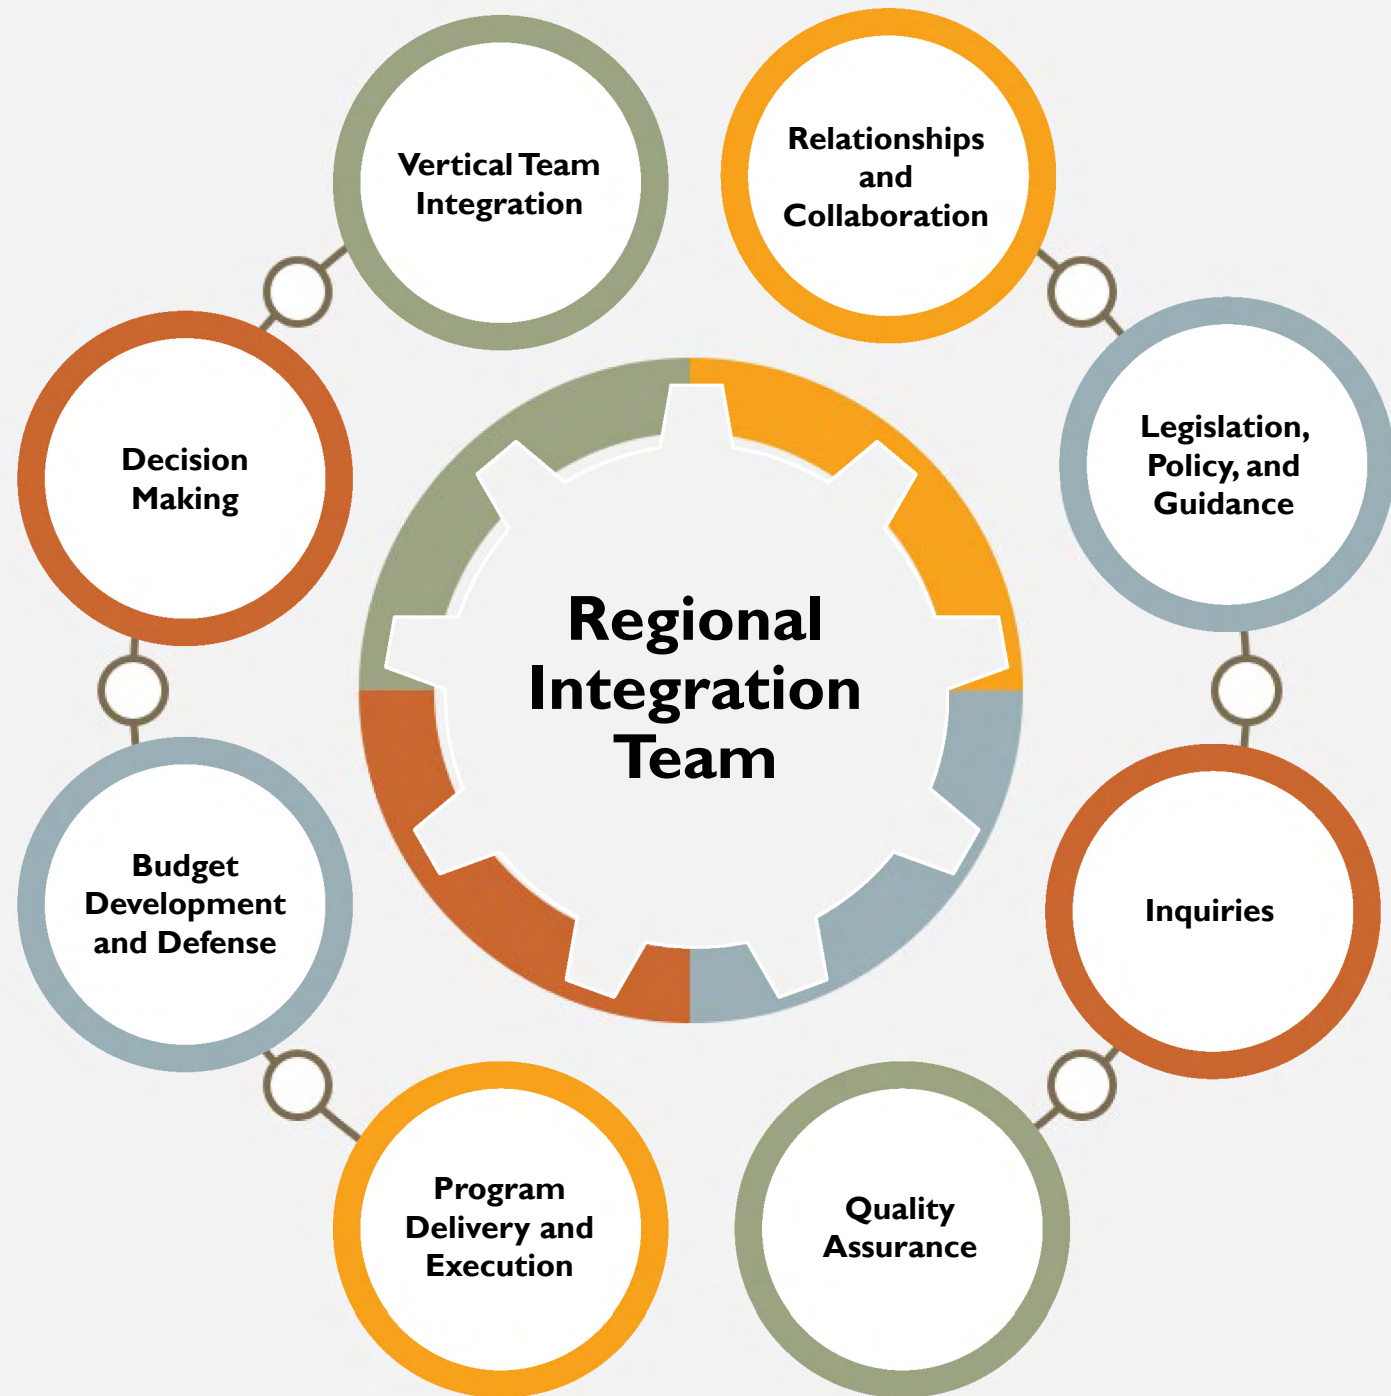 Vertical Team
Integration
Relationships
and
Collaboration
Decision
Making
Legislation,
Policy, and
Guidance
Regional
Integration
Team
Budget
Development
and Defense
Inquiries
Program
Delivery and
Execution
Quality
Assurance